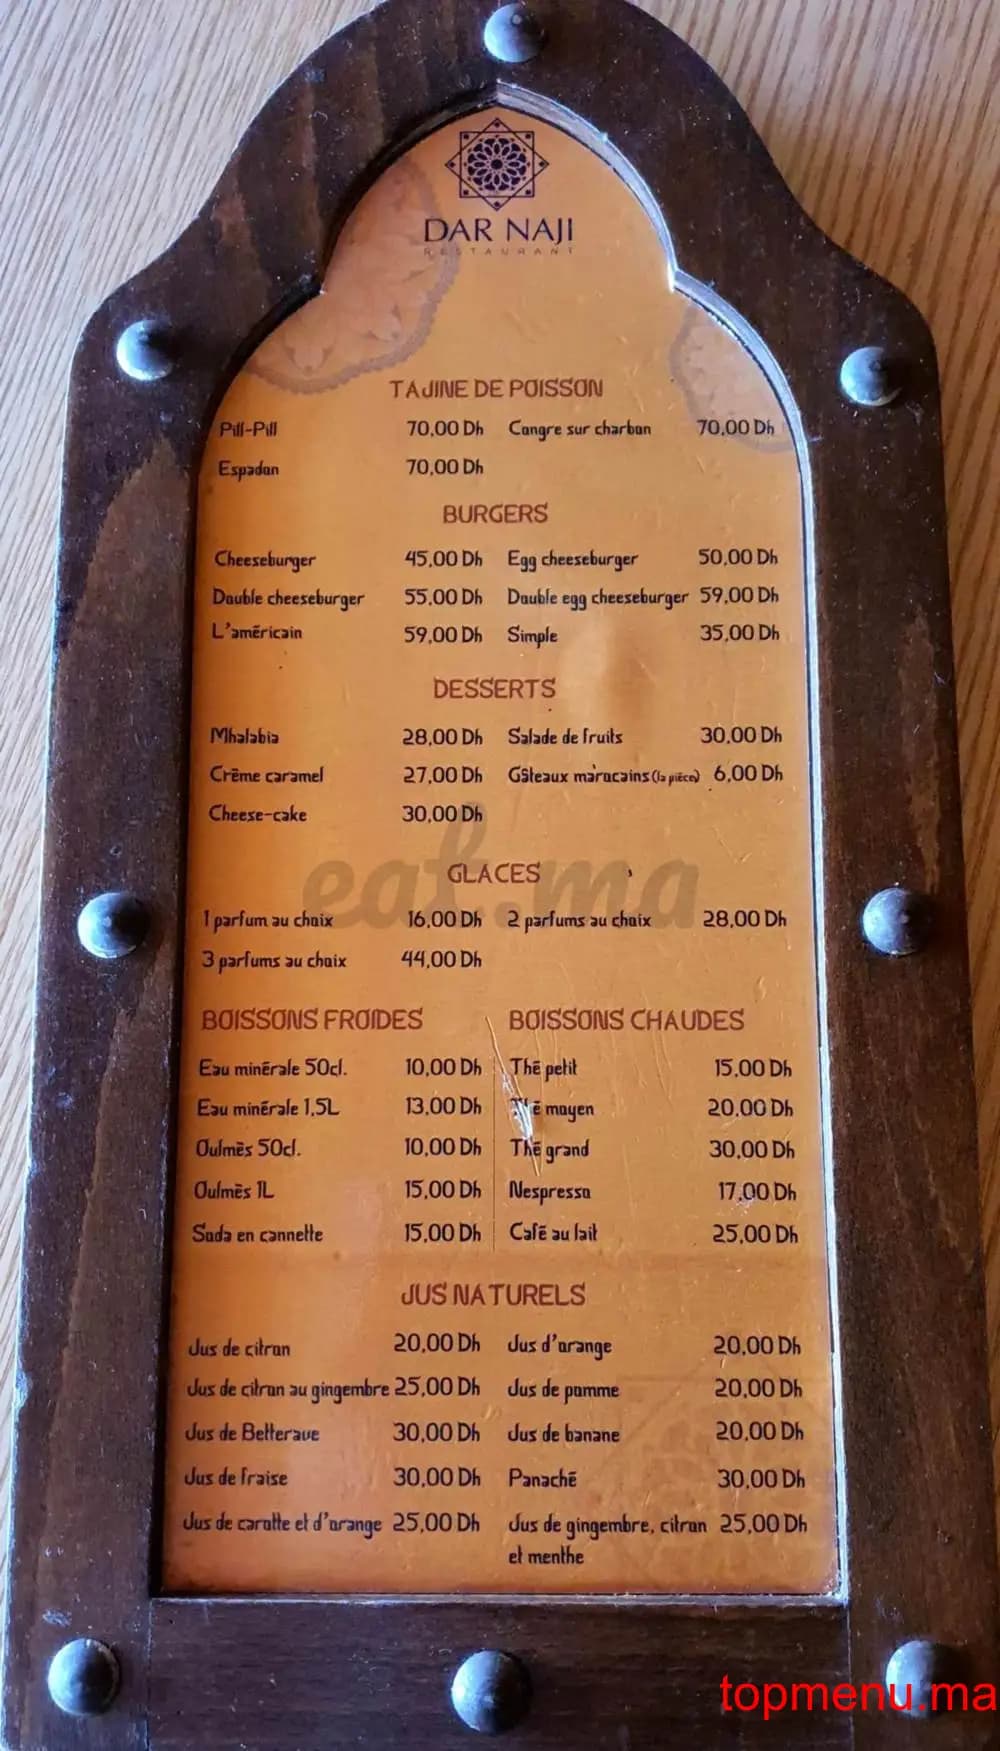 DAR NAJI
RESTAURANT
TAJINE DE POISSON
Pill-Pill 70,00 Dh Congre sur charbon 70,00 Dh
Espadon 70,00 Dh
BURGERS
Cheeseburger 45,00 Dh Egg cheeseburger 50,00 Dh
Double cheeseburger 55,00 Dh Double egg cheeseburger 59,00 Dh
L'américain 59,00 Dh Simple 35,00 Dh
DESSERTS
Mhalabia 28,00 Dh Salade de fruits 30,00 Dh
Crème caramel 27,00 Dh Gâteaux marocains (la pièce) 6,00 Dh
Cheese-cake 30,00 Dh
eat.ma
GLACES
1 parfum au choix 16,00 Dh 2 parfums au choix 28,00 Dh
3 parfums au choix 44,00 Dh
BOISSONS FROIDES BOISSONS CHAUDES
Eau minérale 50cl. 10,00 Dh Thé petit 15,00 Dh
Eau minérale 1,5L 13,00 Dh Thé moyen 20,00 Dh
Oulmès 50cl. 10,00 Dh Thé grand 30,00 Dh
Oulmès 1L 15,00 Dh Nespresso 17,00 Dh
Soda en cannette 15,00 Dh Café au lait 25,00 Dh
JUS NATURELS
Jus de citron 20,00 Dh Jus d'orange 20,00 Dh
Jus de citron au gingembre 25,00 Dh Jus de pomme 20,00 Dh
Jus de Betterave 30,00 Dh Jus de banane 20,00 Dh
Jus de fraise 30,00 Dh Panaché 30,00 Dh
Jus de carotte et d'orange 25,00 Dh Jus de gingembre, citron 25,00 Dh
et menthe
topmenu.ma